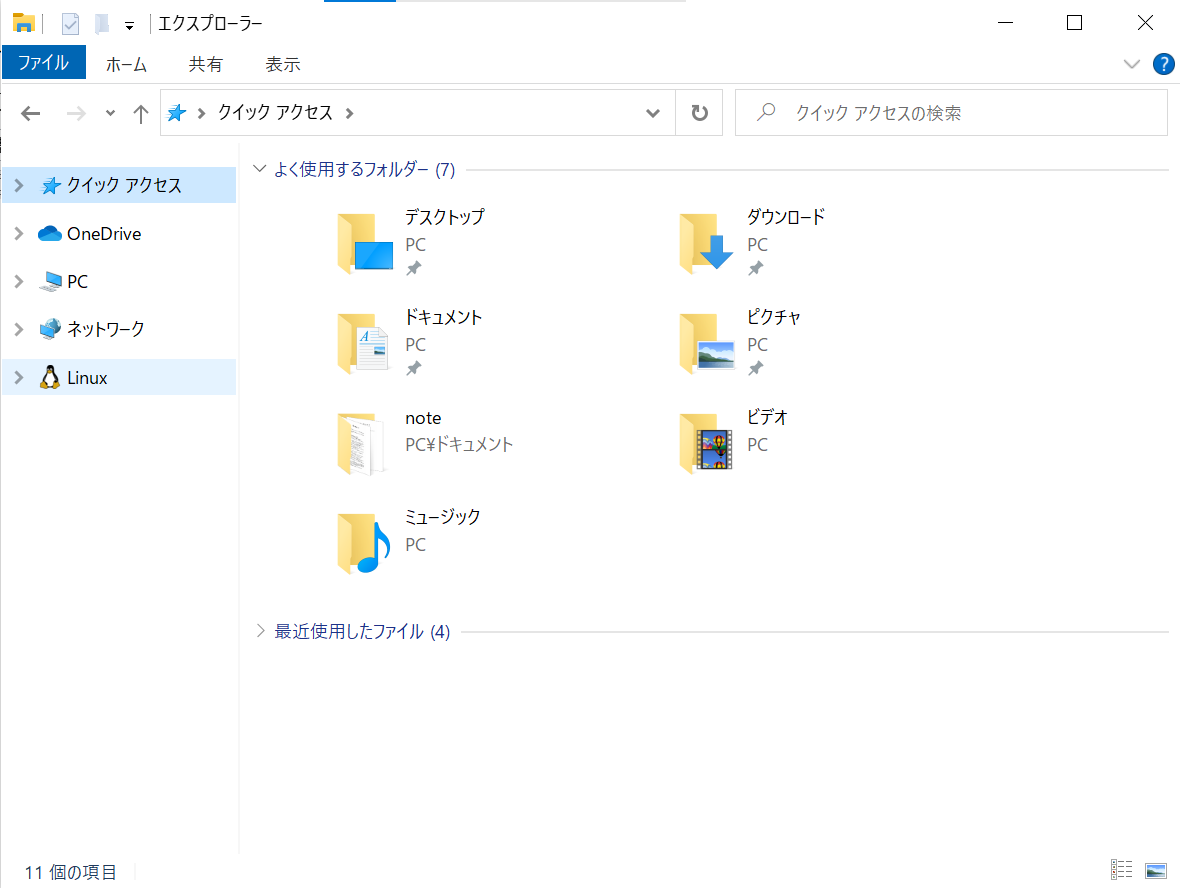 エクスプローラー
ファイル ホーム 共有 表示
クイック アクセス
クイック アクセスの検索
クイック アクセス
OneDrive
PC
ネットワーク
Linux
よく使用するフォルダー (7)
デスクトップ
PC
ダウンロード
PC
ドキュメント
PC
ピクチャ
PC
note
PC¥ドキュメント
ビデオ
PC
ミュージック
PC
最近使用したファイル (4)
11 個の項目